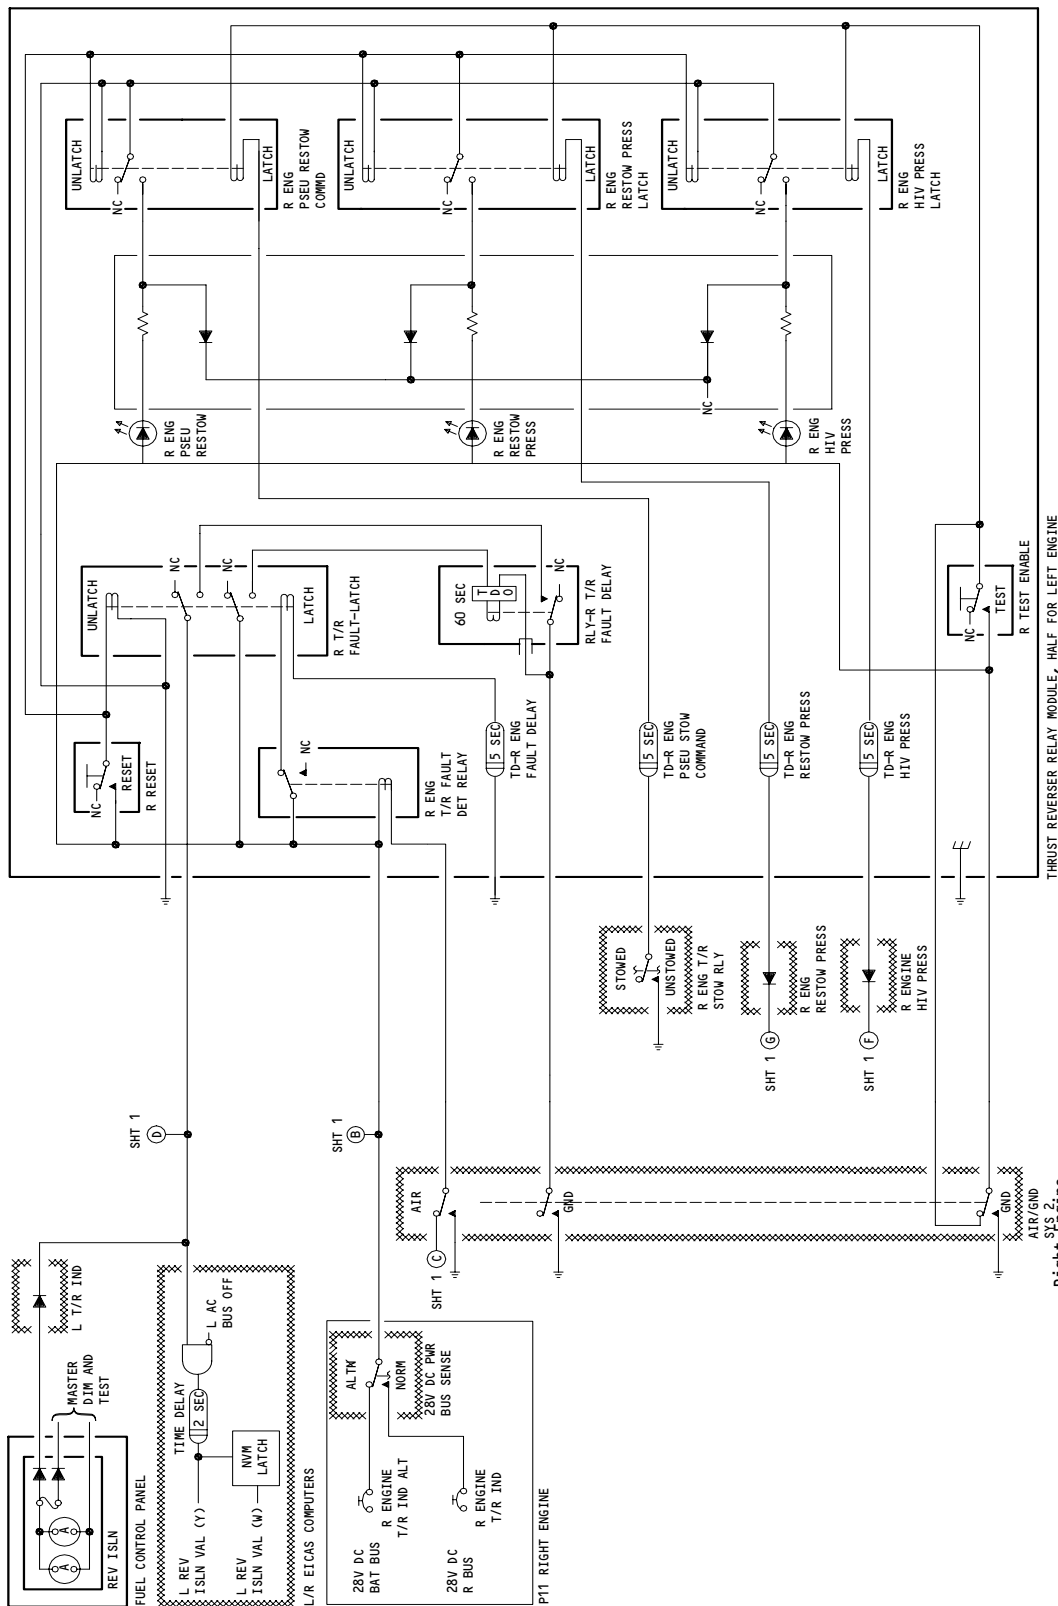 REV ISLN
FUEL CONTROL PANEL
A
A
MASTER
DIM AND
TEST
L T/R IND
TIME DELAY
2 SEC
L AC
BUS OFF
NVM
LATCH
L REV
ISLN VAL (Y)
L REV
ISLN VAL (W)
L/R EICAS COMPUTERS
28V DC
BAT BUS
R ENGINE
T/R IND ALT
28V DC
R BUS
R ENGINE
T/R IND
P11 RIGHT ENGINE
ALTN
NORM
28V DC PWR
BUS SENSE
SHT 1 D
SHT 1 B
SHT 1 C
AIR
GND
GND
AIR/GND
SYS 2
STOWED
UNSTOWED
R ENG T/R
STOW RLY
R ENG
RESTOW PRESS
SHT 1 G
R ENGINE
HIV PRESS
SHT 1 F
NC
RESET
R RESET
UNLATCH
NC
NC
LATCH
R T/R
FAULT-LATCH
NC
R ENG
T/R FAULT
DET RELAY
5 SEC
TD-R ENG
FAULT DELAY
60 SEC
T
D
O
NC
RLY-R T/R
FAULT DELAY
5 SEC
TD-R ENG
PSEU STOW
COMMAND
5 SEC
TD-R ENG
RESTOW PRESS
5 SEC
TD-R ENG
HIV PRESS
NC
TEST
R TEST ENABLE
R ENG
PSEU
RESTOW
R ENG
RESTOW
PRESS
R ENG
HIV
PRESS
NC
UNLATCH
NC
LATCH
R ENG
PSEU RESTOW
COMMD
UNLATCH
NC
LATCH
R ENG
RESTOW PRESS
LATCH
UNLATCH
NC
LATCH
R ENG
HIV PRESS
LATCH
THRUST REVERSER RELAY MODULE, HALF FOR LEFT ENGINE